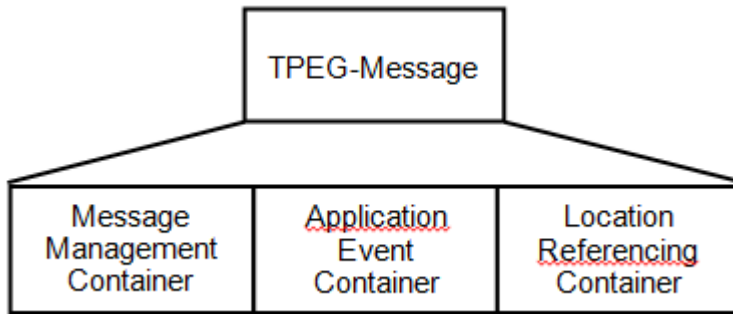 TPEG-Message
Message
Management
Container
Application
Event
Container
Location
Referencing
Container